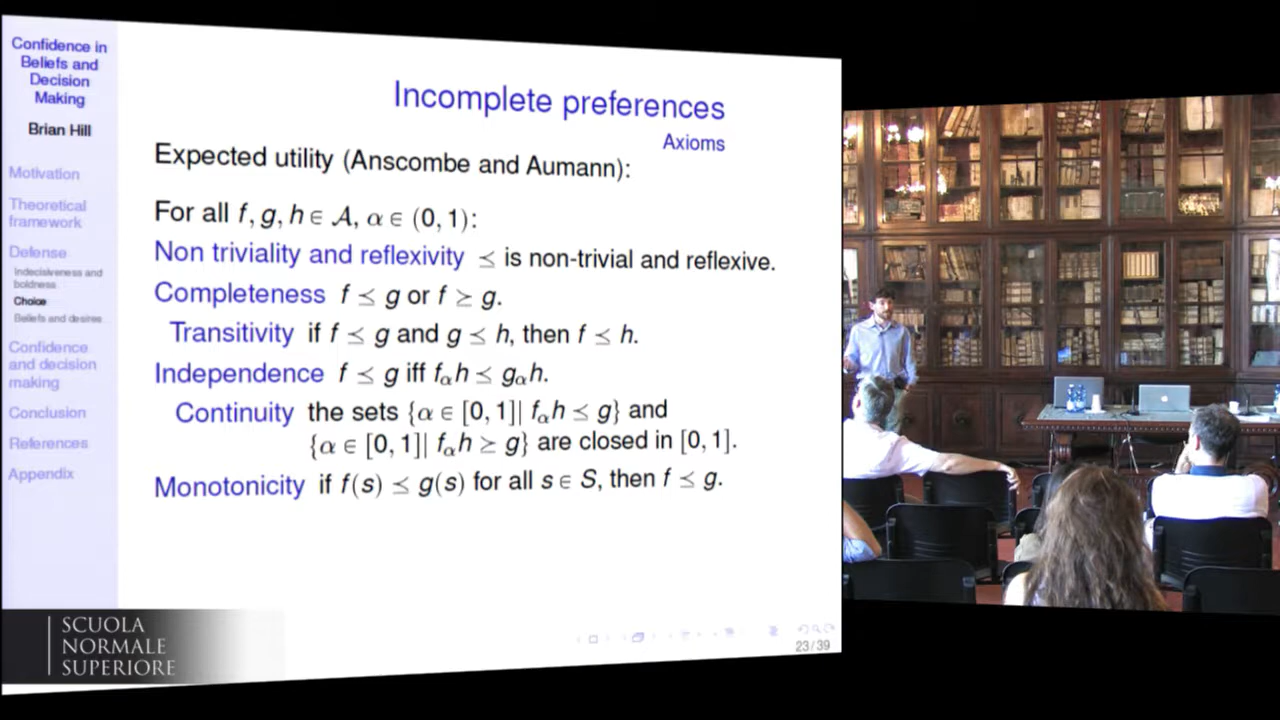 Confidence in
Beliefs and
Decision
Making
Brian Hill
Motivation
Theoretical
framework
Defense
Indecisiveness and
boldness
Choice
Beliefs and desires
Confidence
and decision
making
Conclusion
References
Appendix
Incomplete preferences
Axioms
Expected utility (Anscombe and Aumann):
For all f, g, h ∈ 𝒜, α ∈ (0, 1):
Non triviality and reflexivity ⪯ is non-trivial and reflexive.
Completeness f ⪯ g or f ⪰ g.
Transitivity if f ⪯ g and g ⪯ h, then f ⪯ h.
Independence f ⪯ g iff fαh ⪯ gαh.
Continuity the sets {α ∈ [0, 1]| fαh ⪯ g} and
{α ∈ [0, 1]| fαh ⪰ g} are closed in [0, 1].
Monotonicity if f(s) ⪯ g(s) for all s ∈ S, then f ⪯ g.
23/39
SCUOLA
NORMALE
SUPERIORE